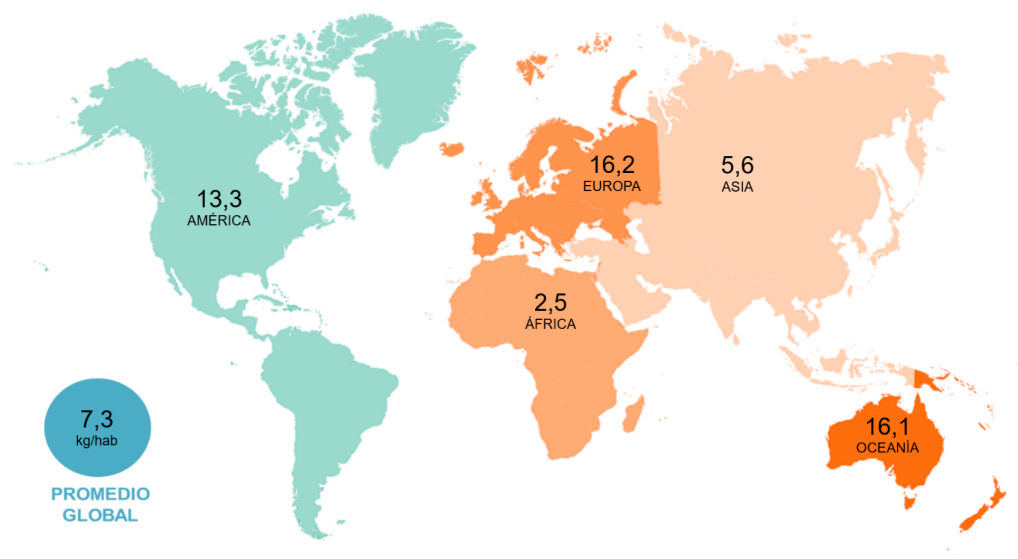 16,2
EUROPA
5,6
ASIA
13,3
AMÉRICA
2,5
ÁFRICA
7,3
kg/hab
16,1
OCEANÍA
PROMEDIO
GLOBAL